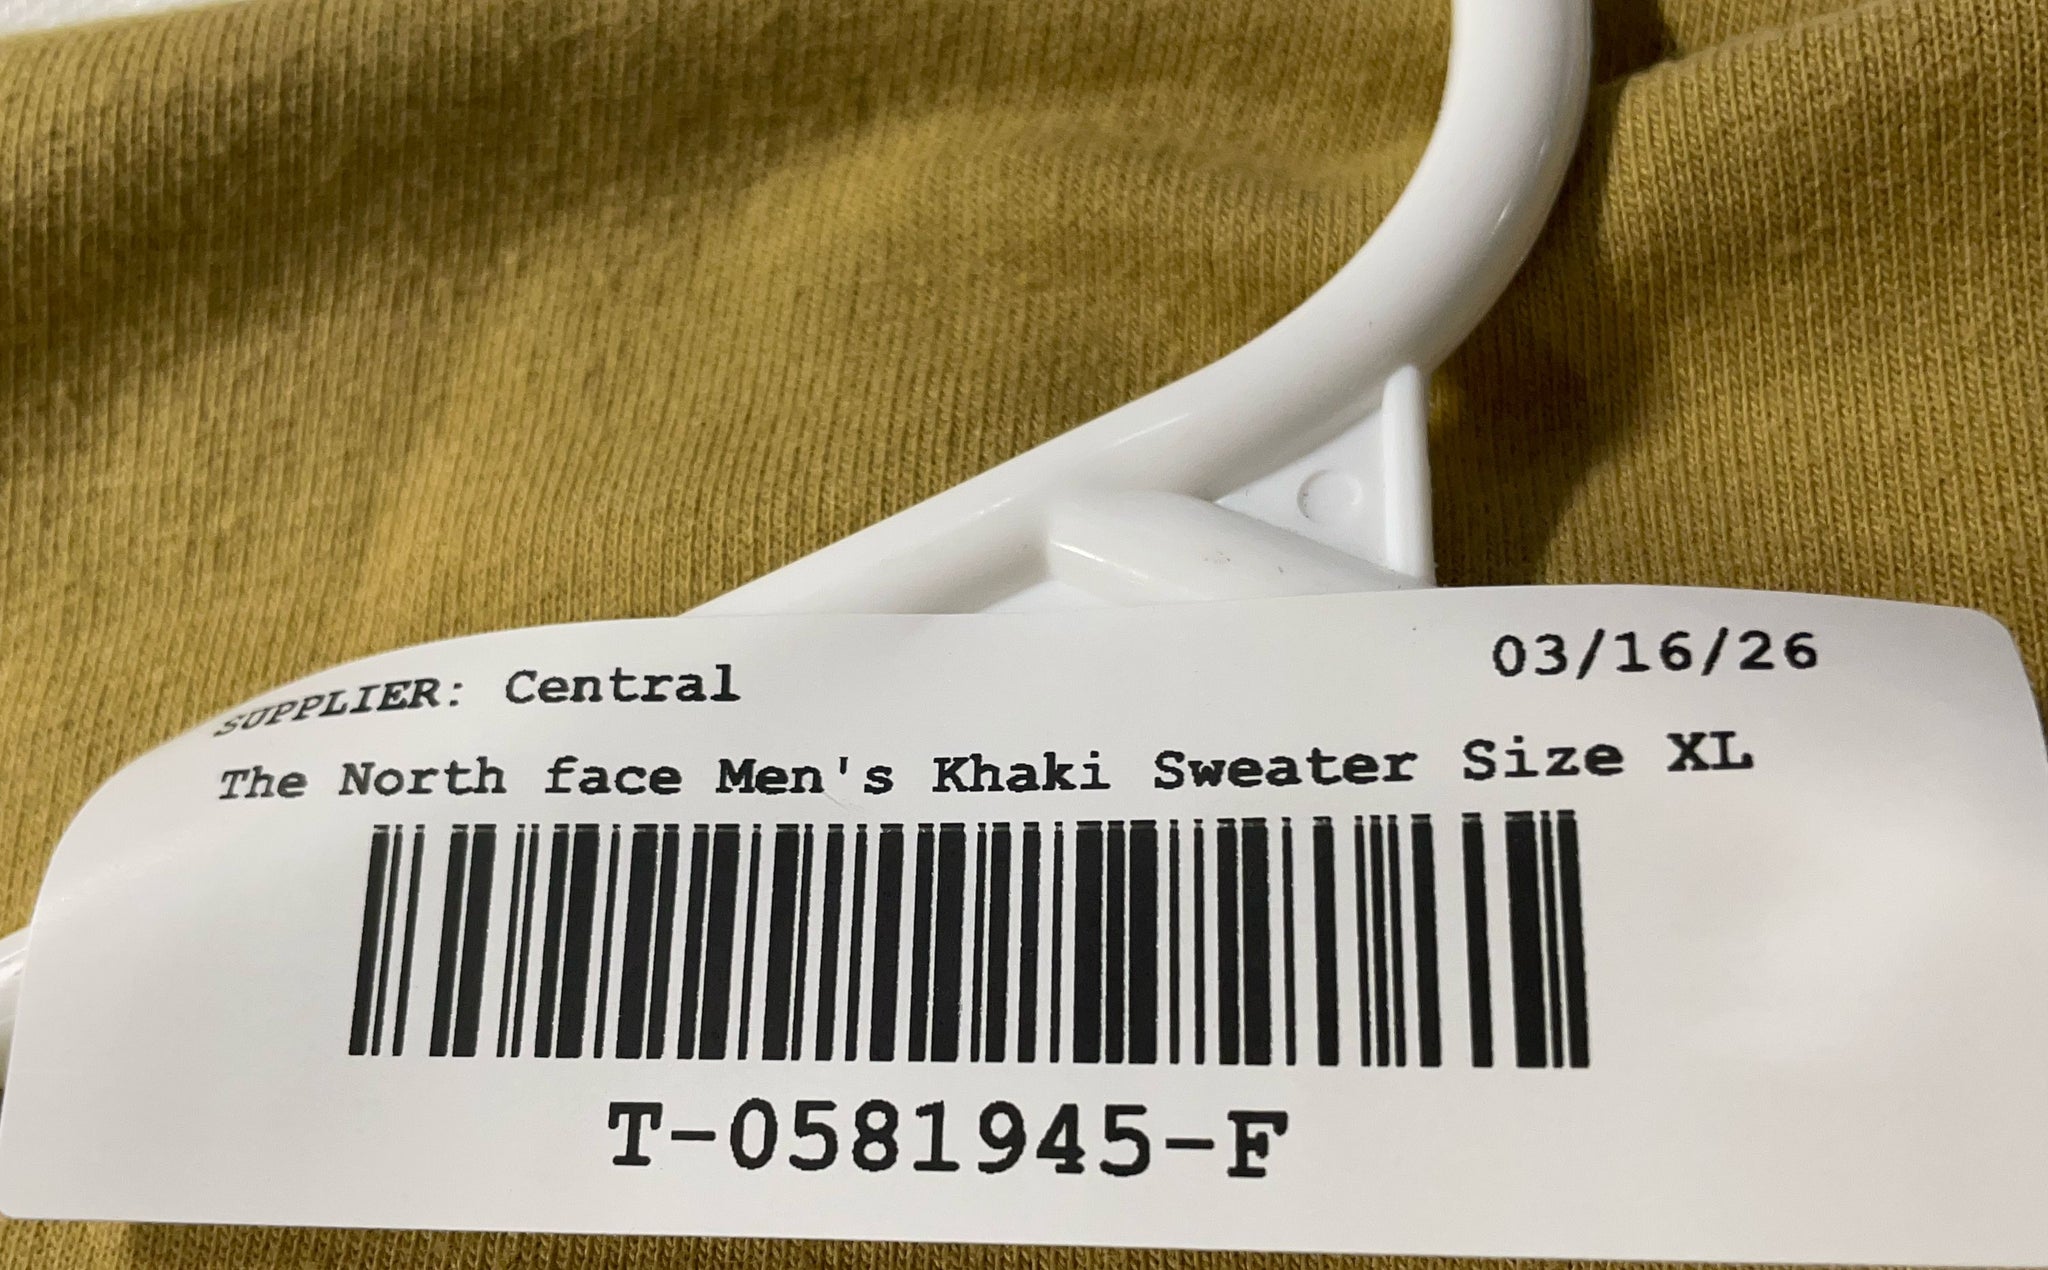 SUPPLIER: Central 03/16/26
The North face Men's Khaki Sweater Size XL
T-0581945-F